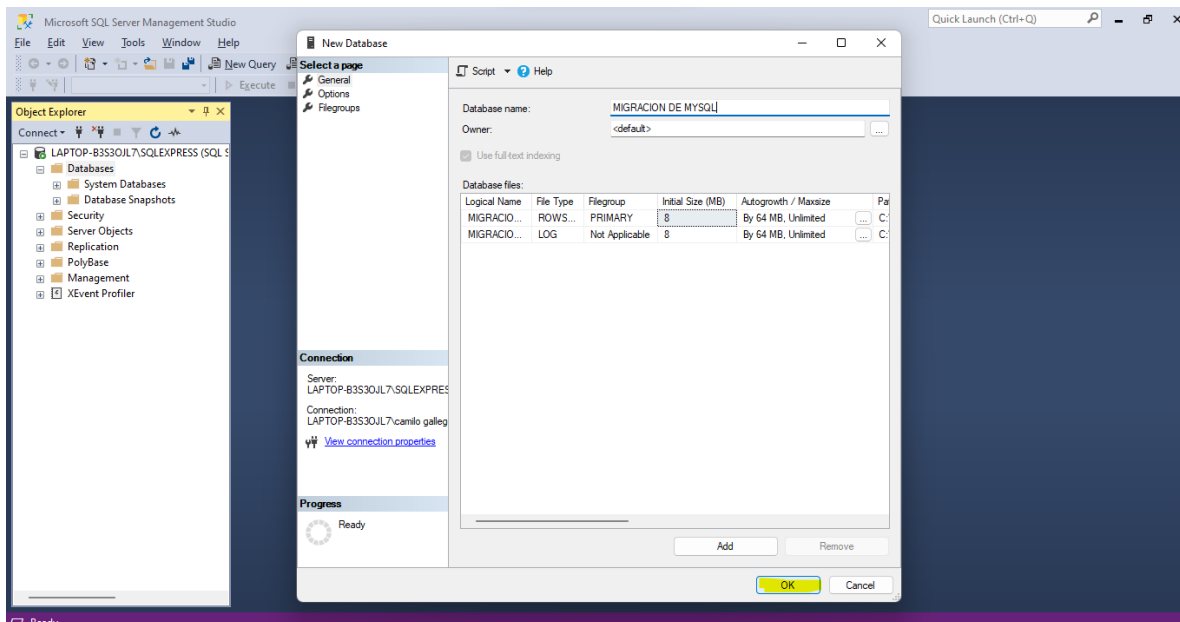 Microsoft SQL Server Management Studio
Quick Launch (Ctrl+Q)
File Edit View Tools Window Help
New Query
Execute
Object Explorer
Connect
LAPTOP-B3S3OJL7\SQLEXPRESS (SQL S
Databases
System Databases
Database Snapshots
Security
Server Objects
Replication
PolyBase
Management
XEvent Profiler
New Database
Select a page
General
Options
Filegroups
Script Help
Database name: MIGRACION DE MYSQL
Owner: <default>
...
Use full-text indexing
Database files:
Logical Name File Type Filegroup Initial Size (MB) Autogrowth / Maxsize Pa
MIGRACIO... ROWS... PRIMARY 8 By 64 MB, Unlimited ... C:
MIGRACIO... LOG Not Applicable 8 By 64 MB, Unlimited ... C:
Connection
Server:
LAPTOP-B3S3OJL7\SQLEXPRES
Connection:
LAPTOP-B3S3OJL7\camilo galleg
View connection properties
Progress
Ready
Add Remove
OK Cancel
Ready